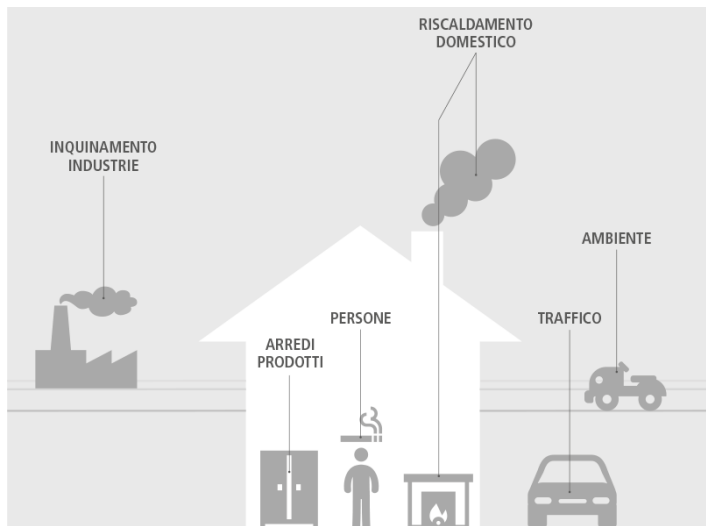 RISCALDAMENTO
DOMESTICO
INQUINAMENTO
INDUSTRIE
AMBIENTE
PERSONE
TRAFFICO
ARREDI
PRODOTTI